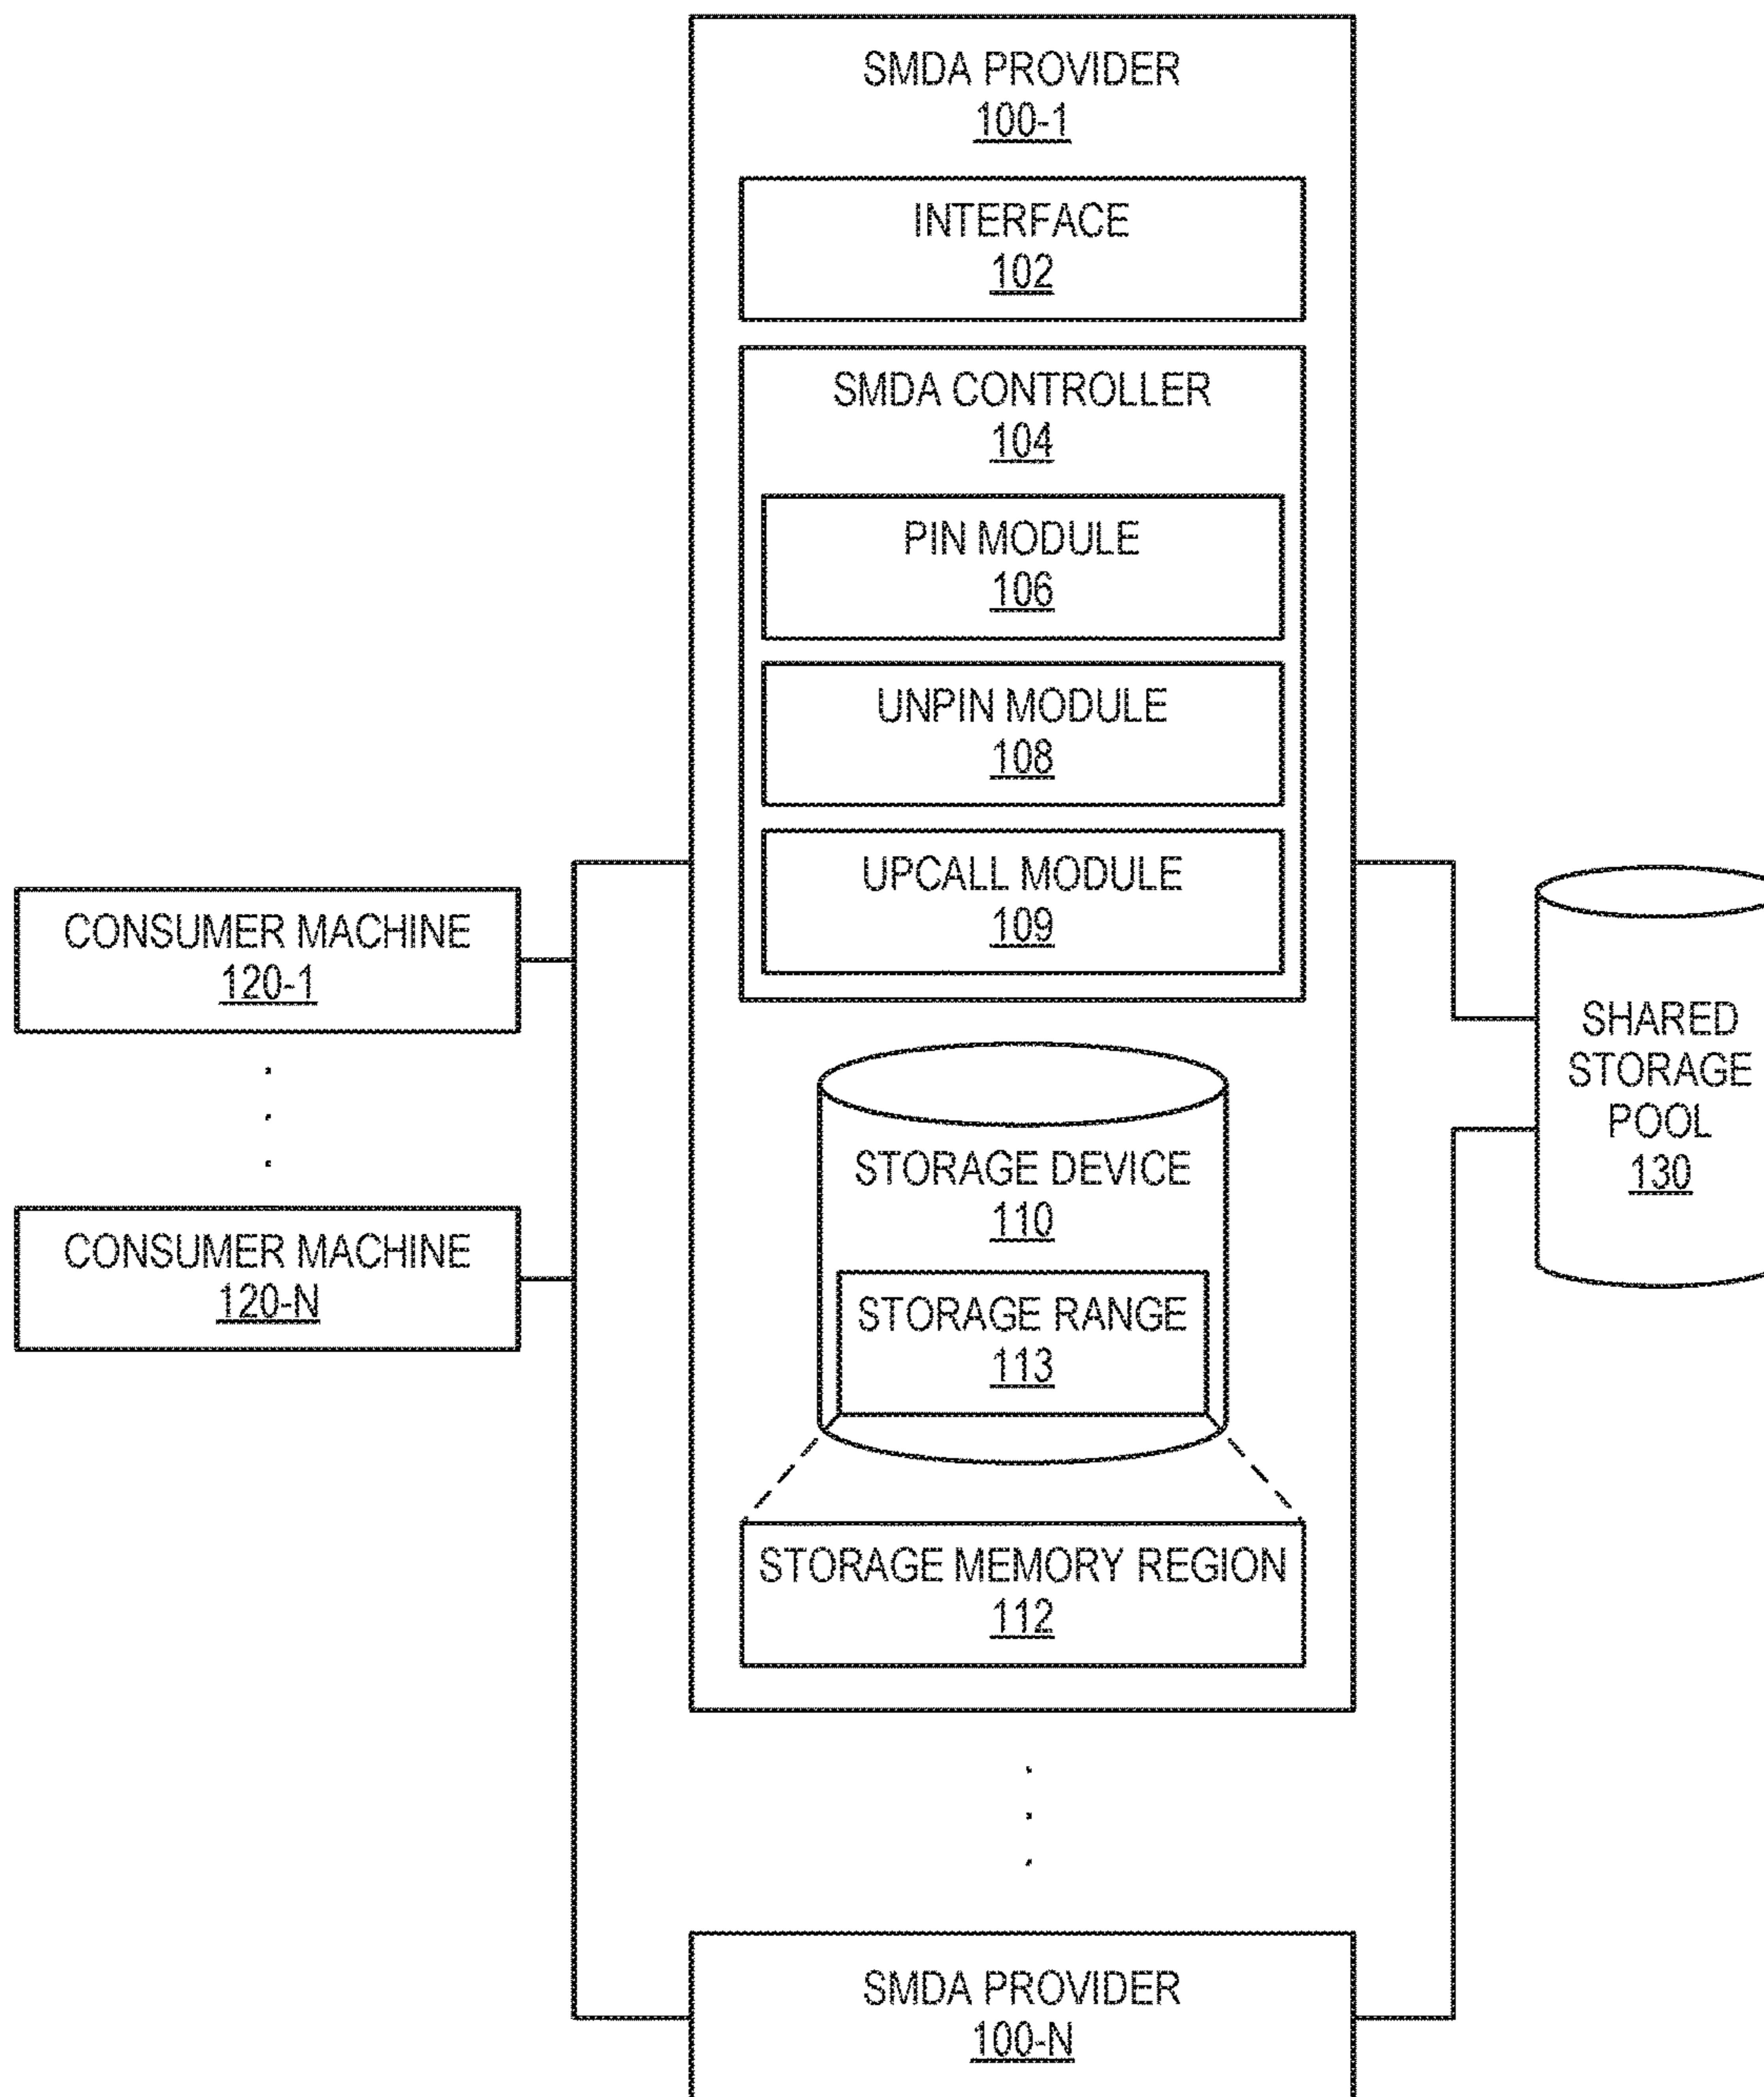 SMDA PROVIDER
100-1
INTERFACE
102
SMDA CONTROLLER
104
PIN MODULE
106
UNPIN MODULE
108
UPCALL MODULE
109
CONSUMER MACHINE
120-1
CONSUMER MACHINE
120-N
STORAGE DEVICE
110
STORAGE RANGE
113
STORAGE MEMORY REGION
112
SHARED
STORAGE
POOL
130
SMDA PROVIDER
100-N